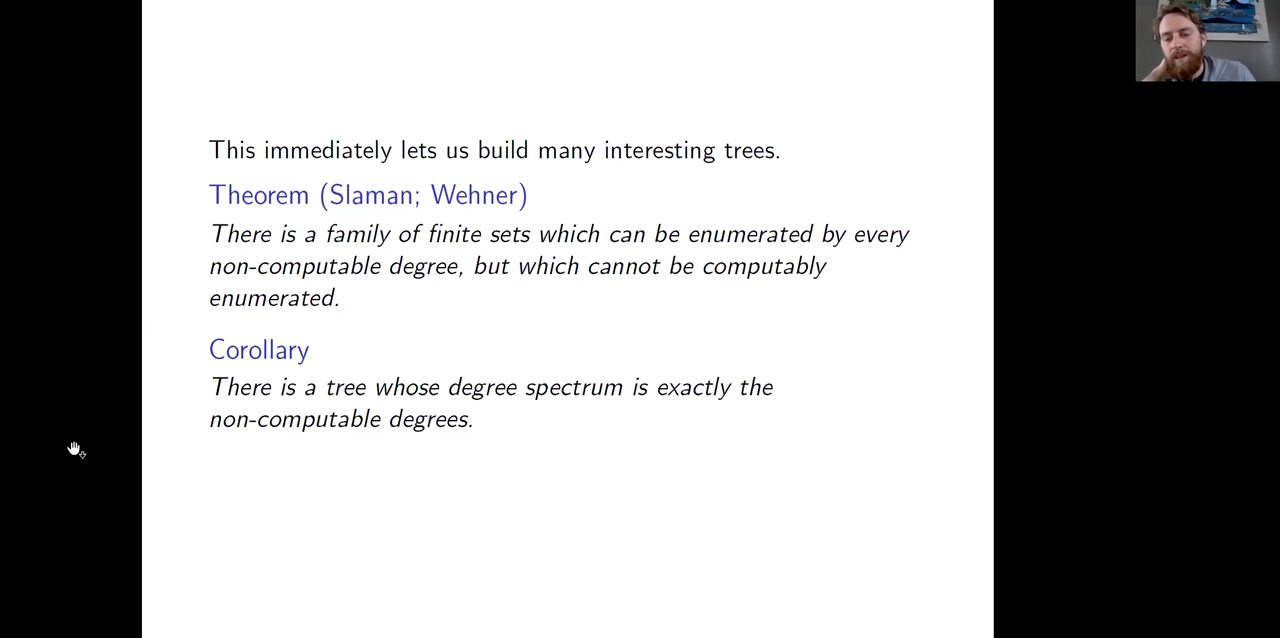 This immediately lets us build many interesting trees.
Theorem (Slaman; Wehner)
There is a family of finite sets which can be enumerated by every
non-computable degree, but which cannot be computably
enumerated.
Corollary
There is a tree whose degree spectrum is exactly the
non-computable degrees.